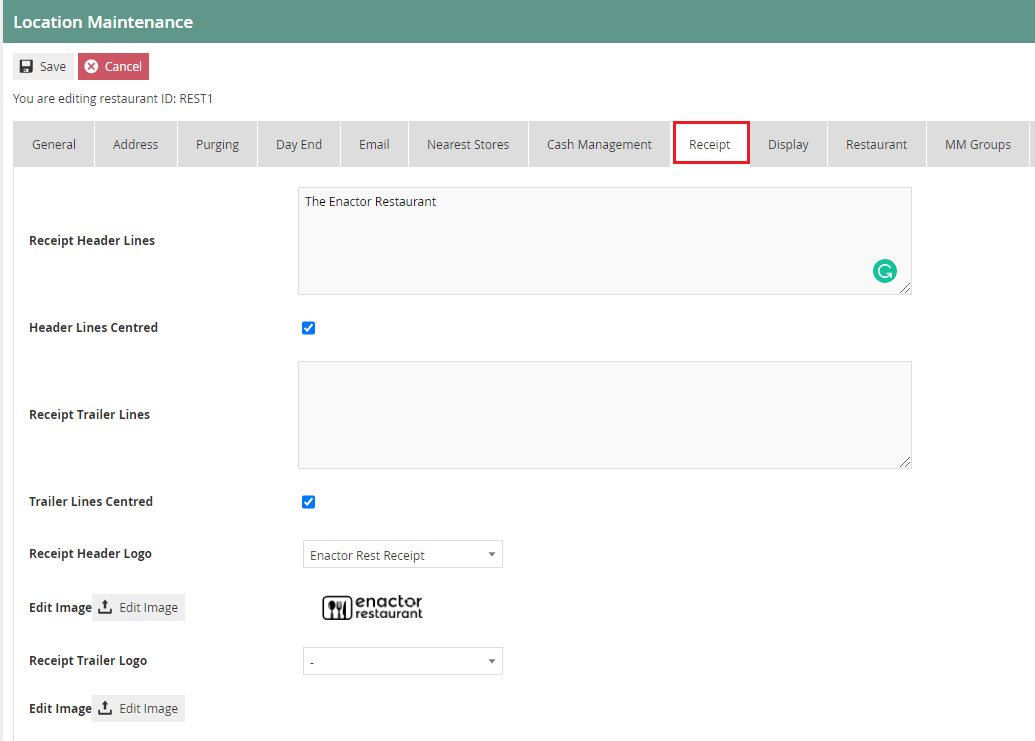 Location Maintenance
Save Cancel
You are editing restaurant ID: REST1
General Address Purging Day End Email Nearest Stores Cash Management Receipt Display Restaurant MM Groups
Receipt Header Lines The Enactor Restaurant
Header Lines Centred
Receipt Trailer Lines
Trailer Lines Centred
Receipt Header Logo Enactor Rest Receipt
Edit Image Edit Image enactor
restaurant
Receipt Trailer Logo -
Edit Image Edit Image